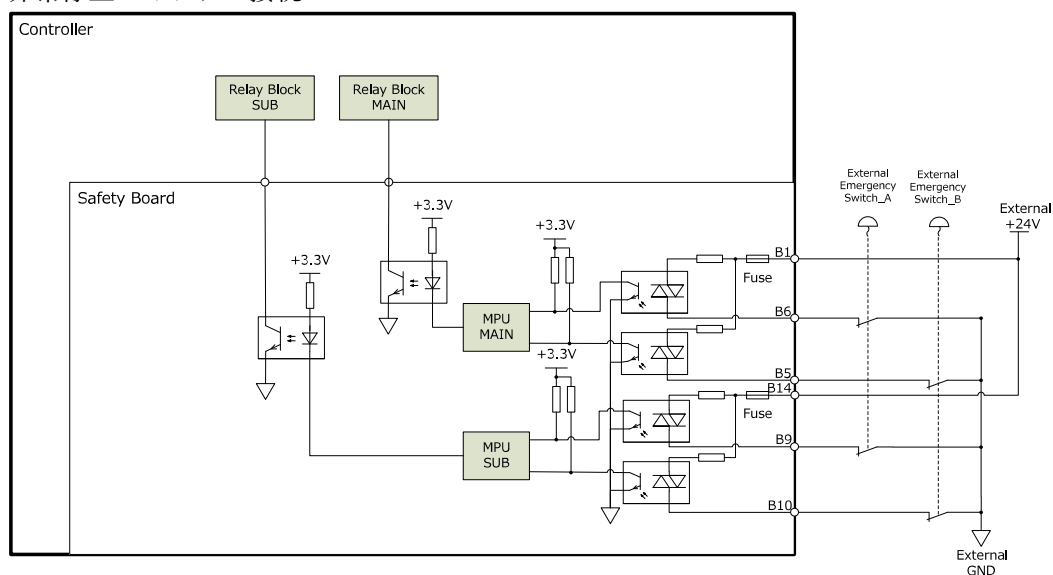 Controller
Relay Block
SUB
Relay Block
MAIN
Safety Board
External
Emergency
Switch_A
External
Emergency
Switch_B
External
+24V
+3.3V
+3.3V
+3.3V
B1
Fuse
B6
MPU
MAIN
+3.3V
B5
B14
Fuse
MPU
SUB
B9
B10
External
GND